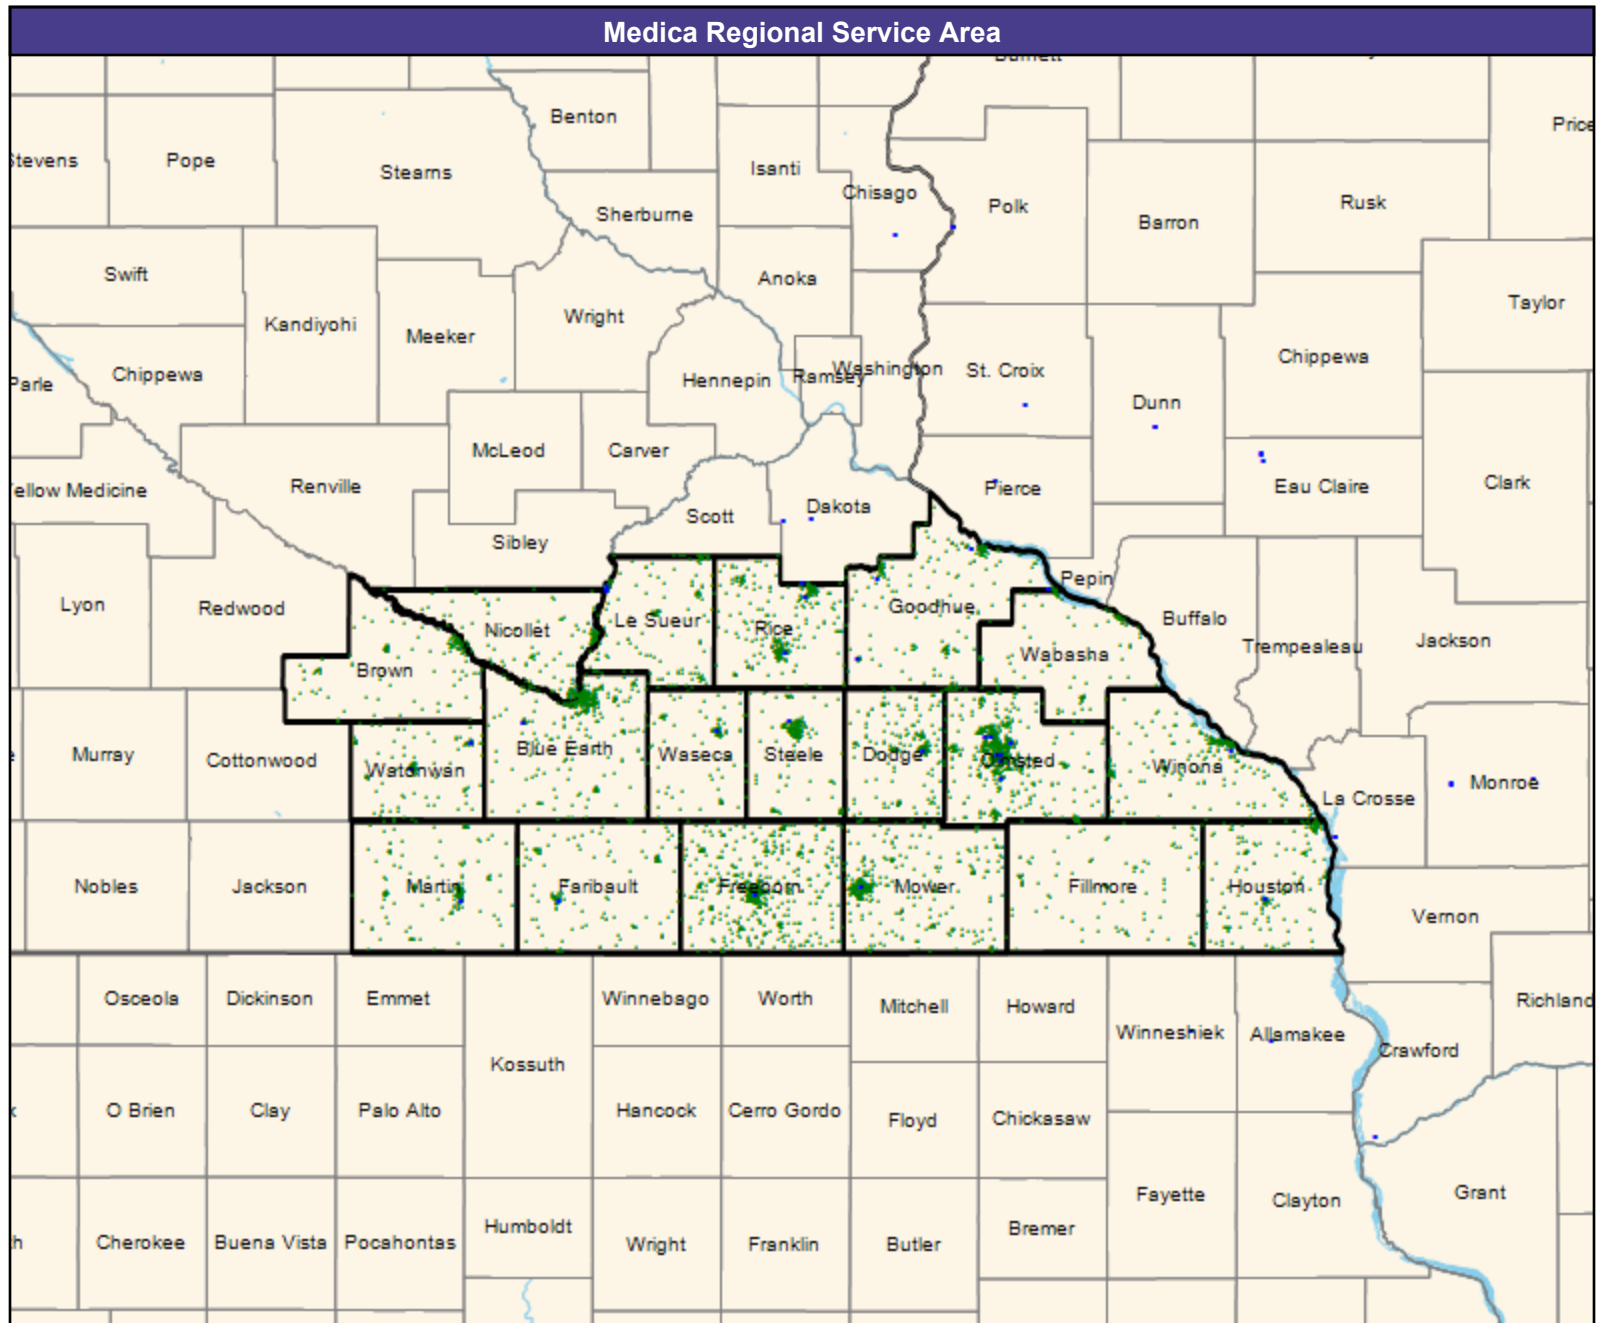 Medica Regional Service Area
Benton
Price
Stevens
Pope
Stearns
Isanti
Chisago
Polk
Barron
Rusk
Sherburne
Swift
Anoka
Taylor
Kandiyohi
Meeker
Wright
Chippewa
Parle
Hennepin
Ramsey
Washington
St. Croix
Chippewa
Dunn
McLeod
Carver
Yellow Medicine
Renville
Scott
Dakota
Pierce
Eau Claire
Clark
Sibley
Pepin
Lyon
Redwood
Nicollet
Le Sueur
Rice
Goodhue
Buffalo
Trempealeau
Jackson
Brown
Wabasha
Murray
Cottonwood
Watonwan
Blue Earth
Waseca
Steele
Dodge
Olmsted
Winona
La Crosse
Monroe
Nobles
Jackson
Martin
Faribault
Freeborn
Mower
Fillmore
Houston
Vernon
Osceola
Dickinson
Emmet
Winnebago
Worth
Mitchell
Howard
Richland
Winneshiek
Allamakee
Crawford
Kossuth
O Brien
Clay
Palo Alto
Hancock
Cerro Gordo
Floyd
Chickasaw
Fayette
Clayton
Grant
Cherokee
Buena Vista
Pocahontas
Humboldt
Wright
Franklin
Butler
Bremer